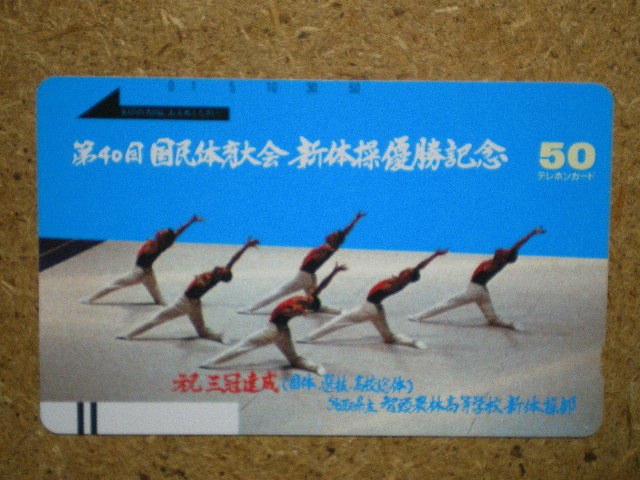 0 1 5 10 30 50
第40回国民体育大会 新体操優勝記念
50
テレホンカード
祝 三冠達成(国体、選抜、高校総体)
智頭農林高等学校 新体操部